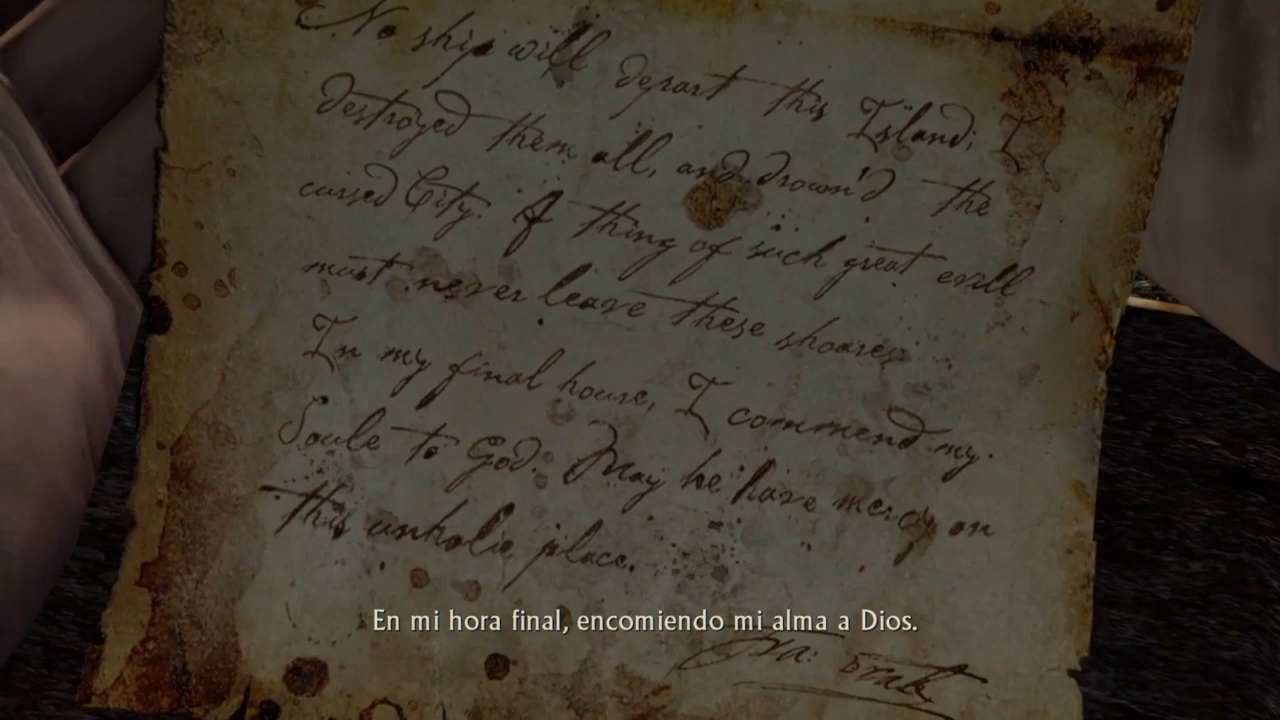 No ship will depart this Island; I
destroyed them all, and drown'd the
cursed City. A thing of such great evill
must never leave these shoares.
In my final houre, I commend my
Soule to God. May he have mercy on
this unholie place.
En mi hora final, encomiendo mi alma a Dios.
Fra: Drake